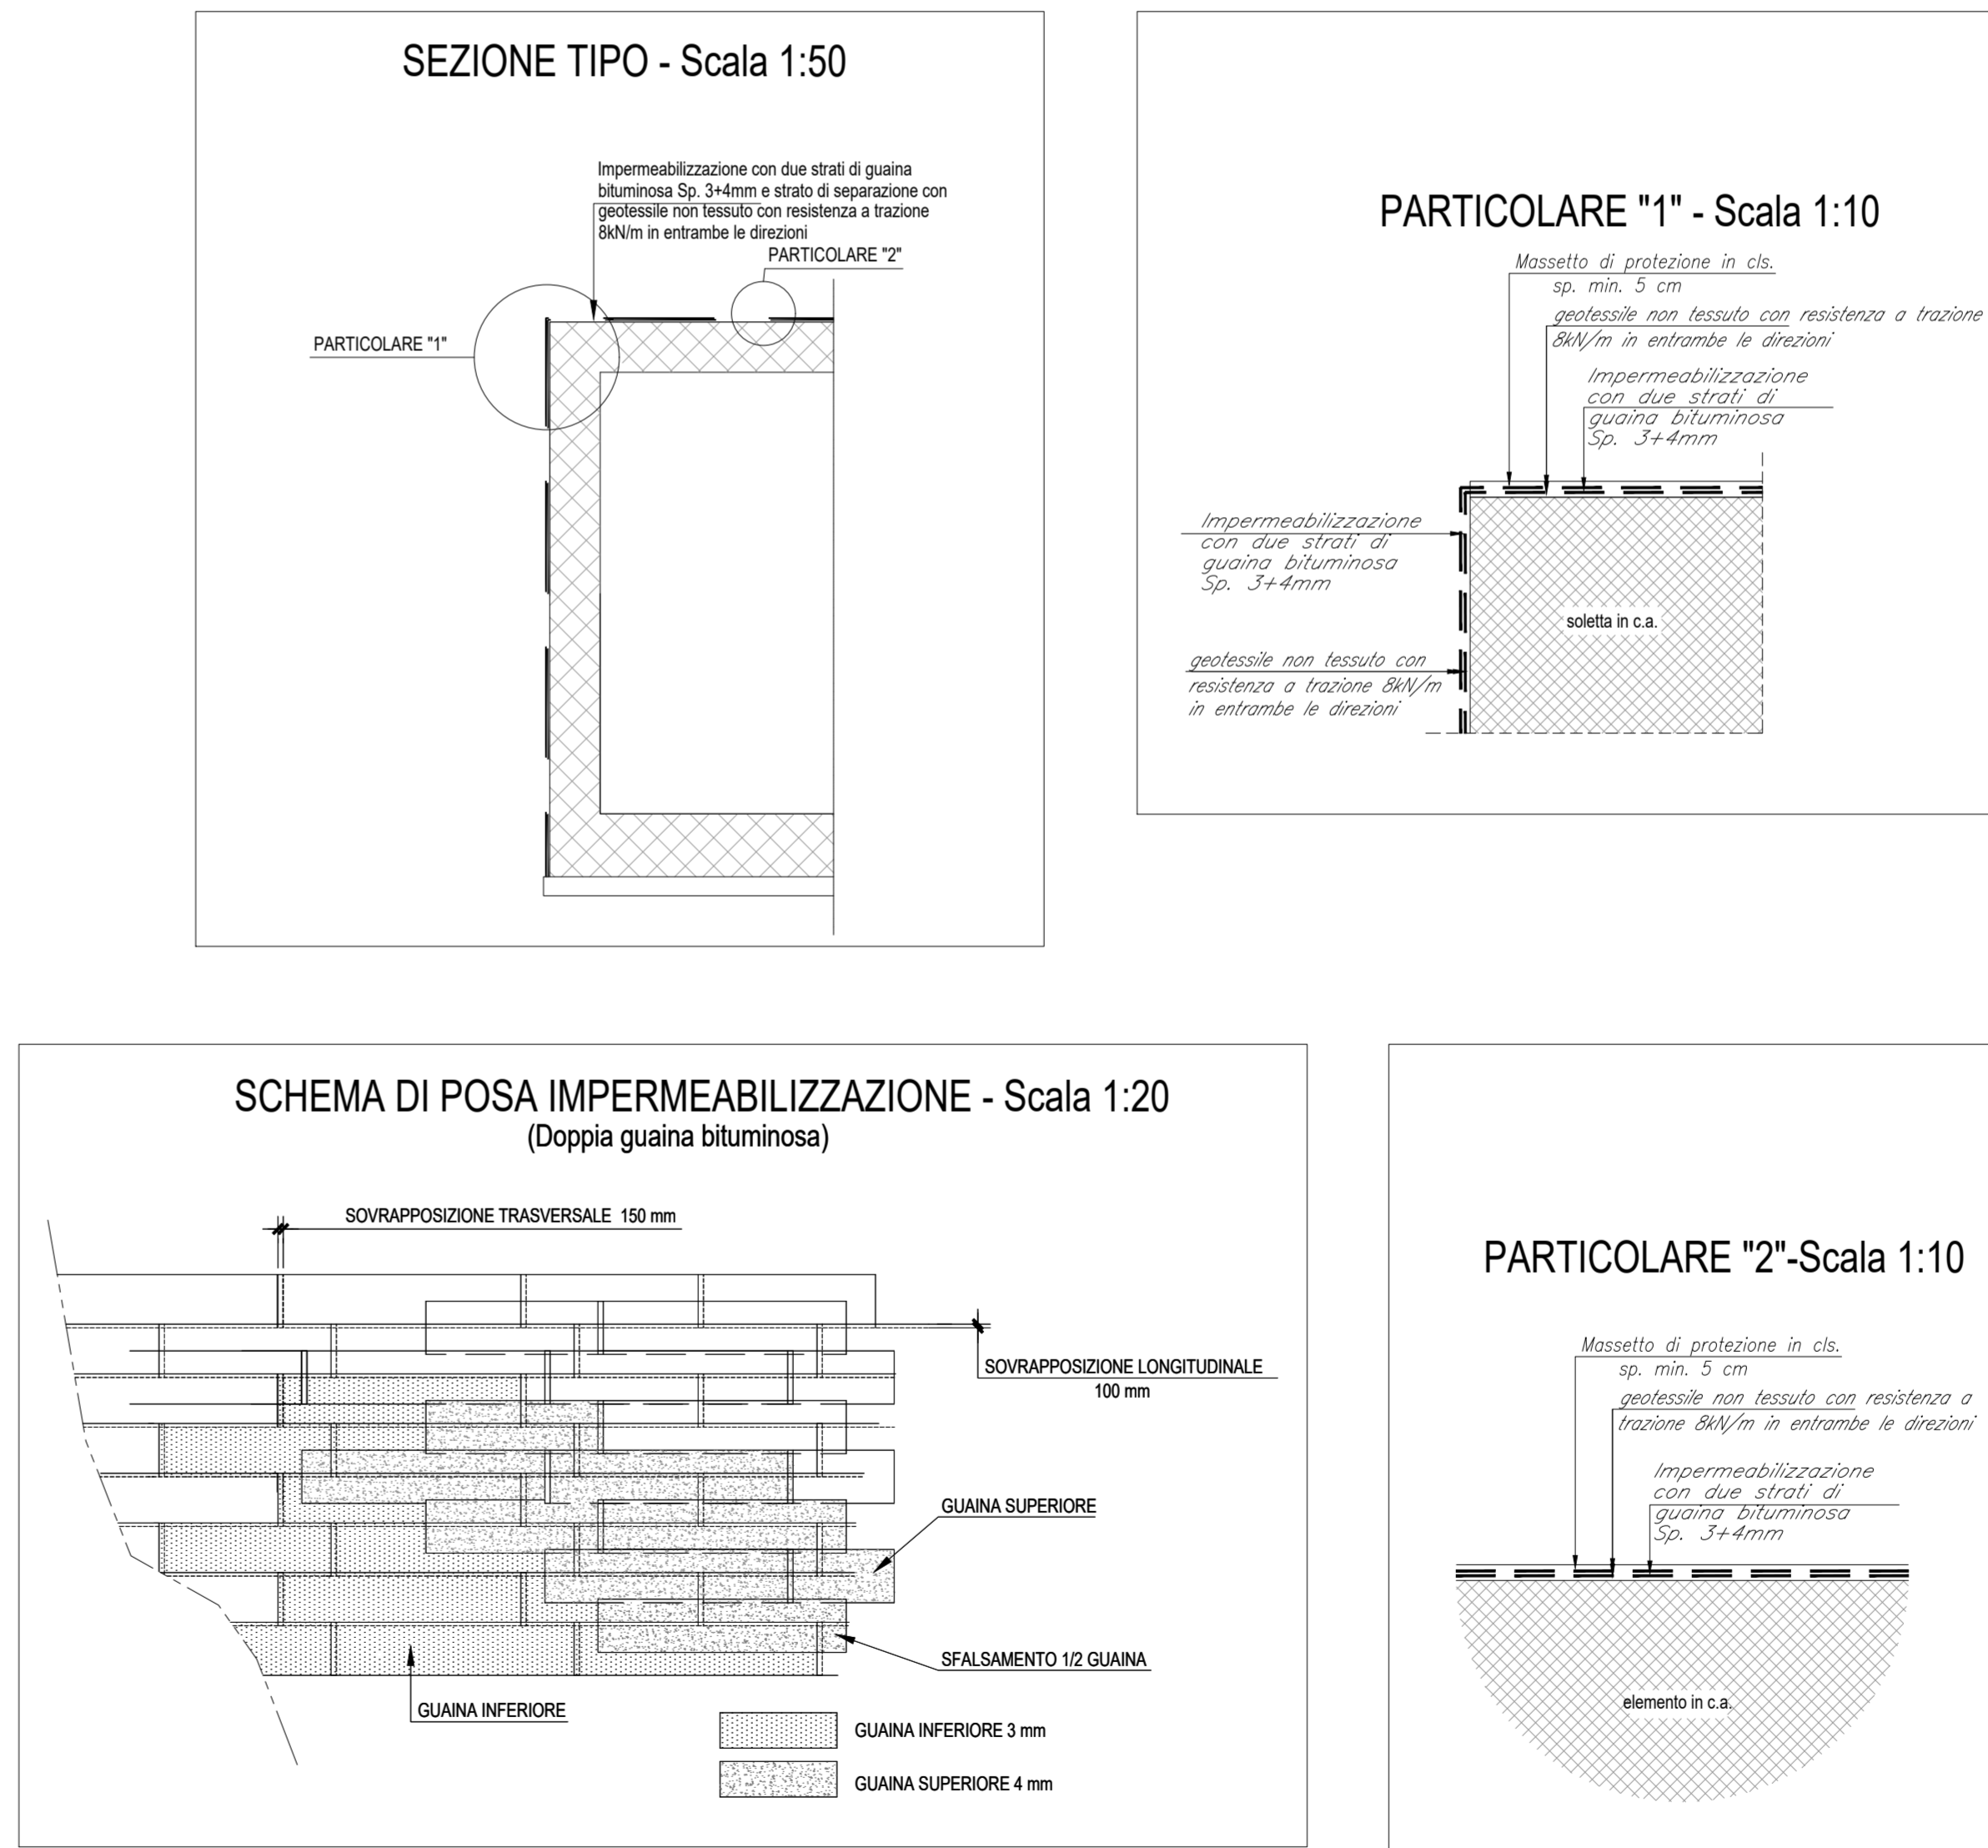 SEZIONE TIPO - Scala 1:50
Impermeabilizzazione con due strati di guaina
bituminosa Sp. 3+4mm e strato di separazione con
geotessile non tessuto con resistenza a trazione
8kN/m in entrambe le direzioni
PARTICOLARE "2"
PARTICOLARE "1"
PARTICOLARE "1" - Scala 1:10
Massetto di protezione in cls.
sp. min. 5 cm
geotessile non tessuto con resistenza a trazione
8kN/m in entrambe le direzioni
Impermeabilizzazione
con due strati di
guaina bituminosa
Sp. 3+4mm
Impermeabilizzazione
con due strati di
guaina bituminosa
Sp. 3+4mm
soletta in c.a.
geotessile non tessuto con
resistenza a trazione 8kN/m
in entrambe le direzioni
SCHEMA DI POSA IMPERMEABILIZZAZIONE - Scala 1:20
(Doppia guaina bituminosa)
SOVRAPPOSIZIONE TRASVERSALE 150 mm
SOVRAPPOSIZIONE LONGITUDINALE
100 mm
GUAINA SUPERIORE
SFALSAMENTO 1/2 GUAINA
GUAINA INFERIORE
GUAINA INFERIORE 3 mm
GUAINA SUPERIORE 4 mm
PARTICOLARE "2"-Scala 1:10
Massetto di protezione in cls.
sp. min. 5 cm
geotessile non tessuto con resistenza a
trazione 8kN/m in entrambe le direzioni
Impermeabilizzazione
con due strati di
guaina bituminosa
Sp. 3+4mm
elemento in c.a.